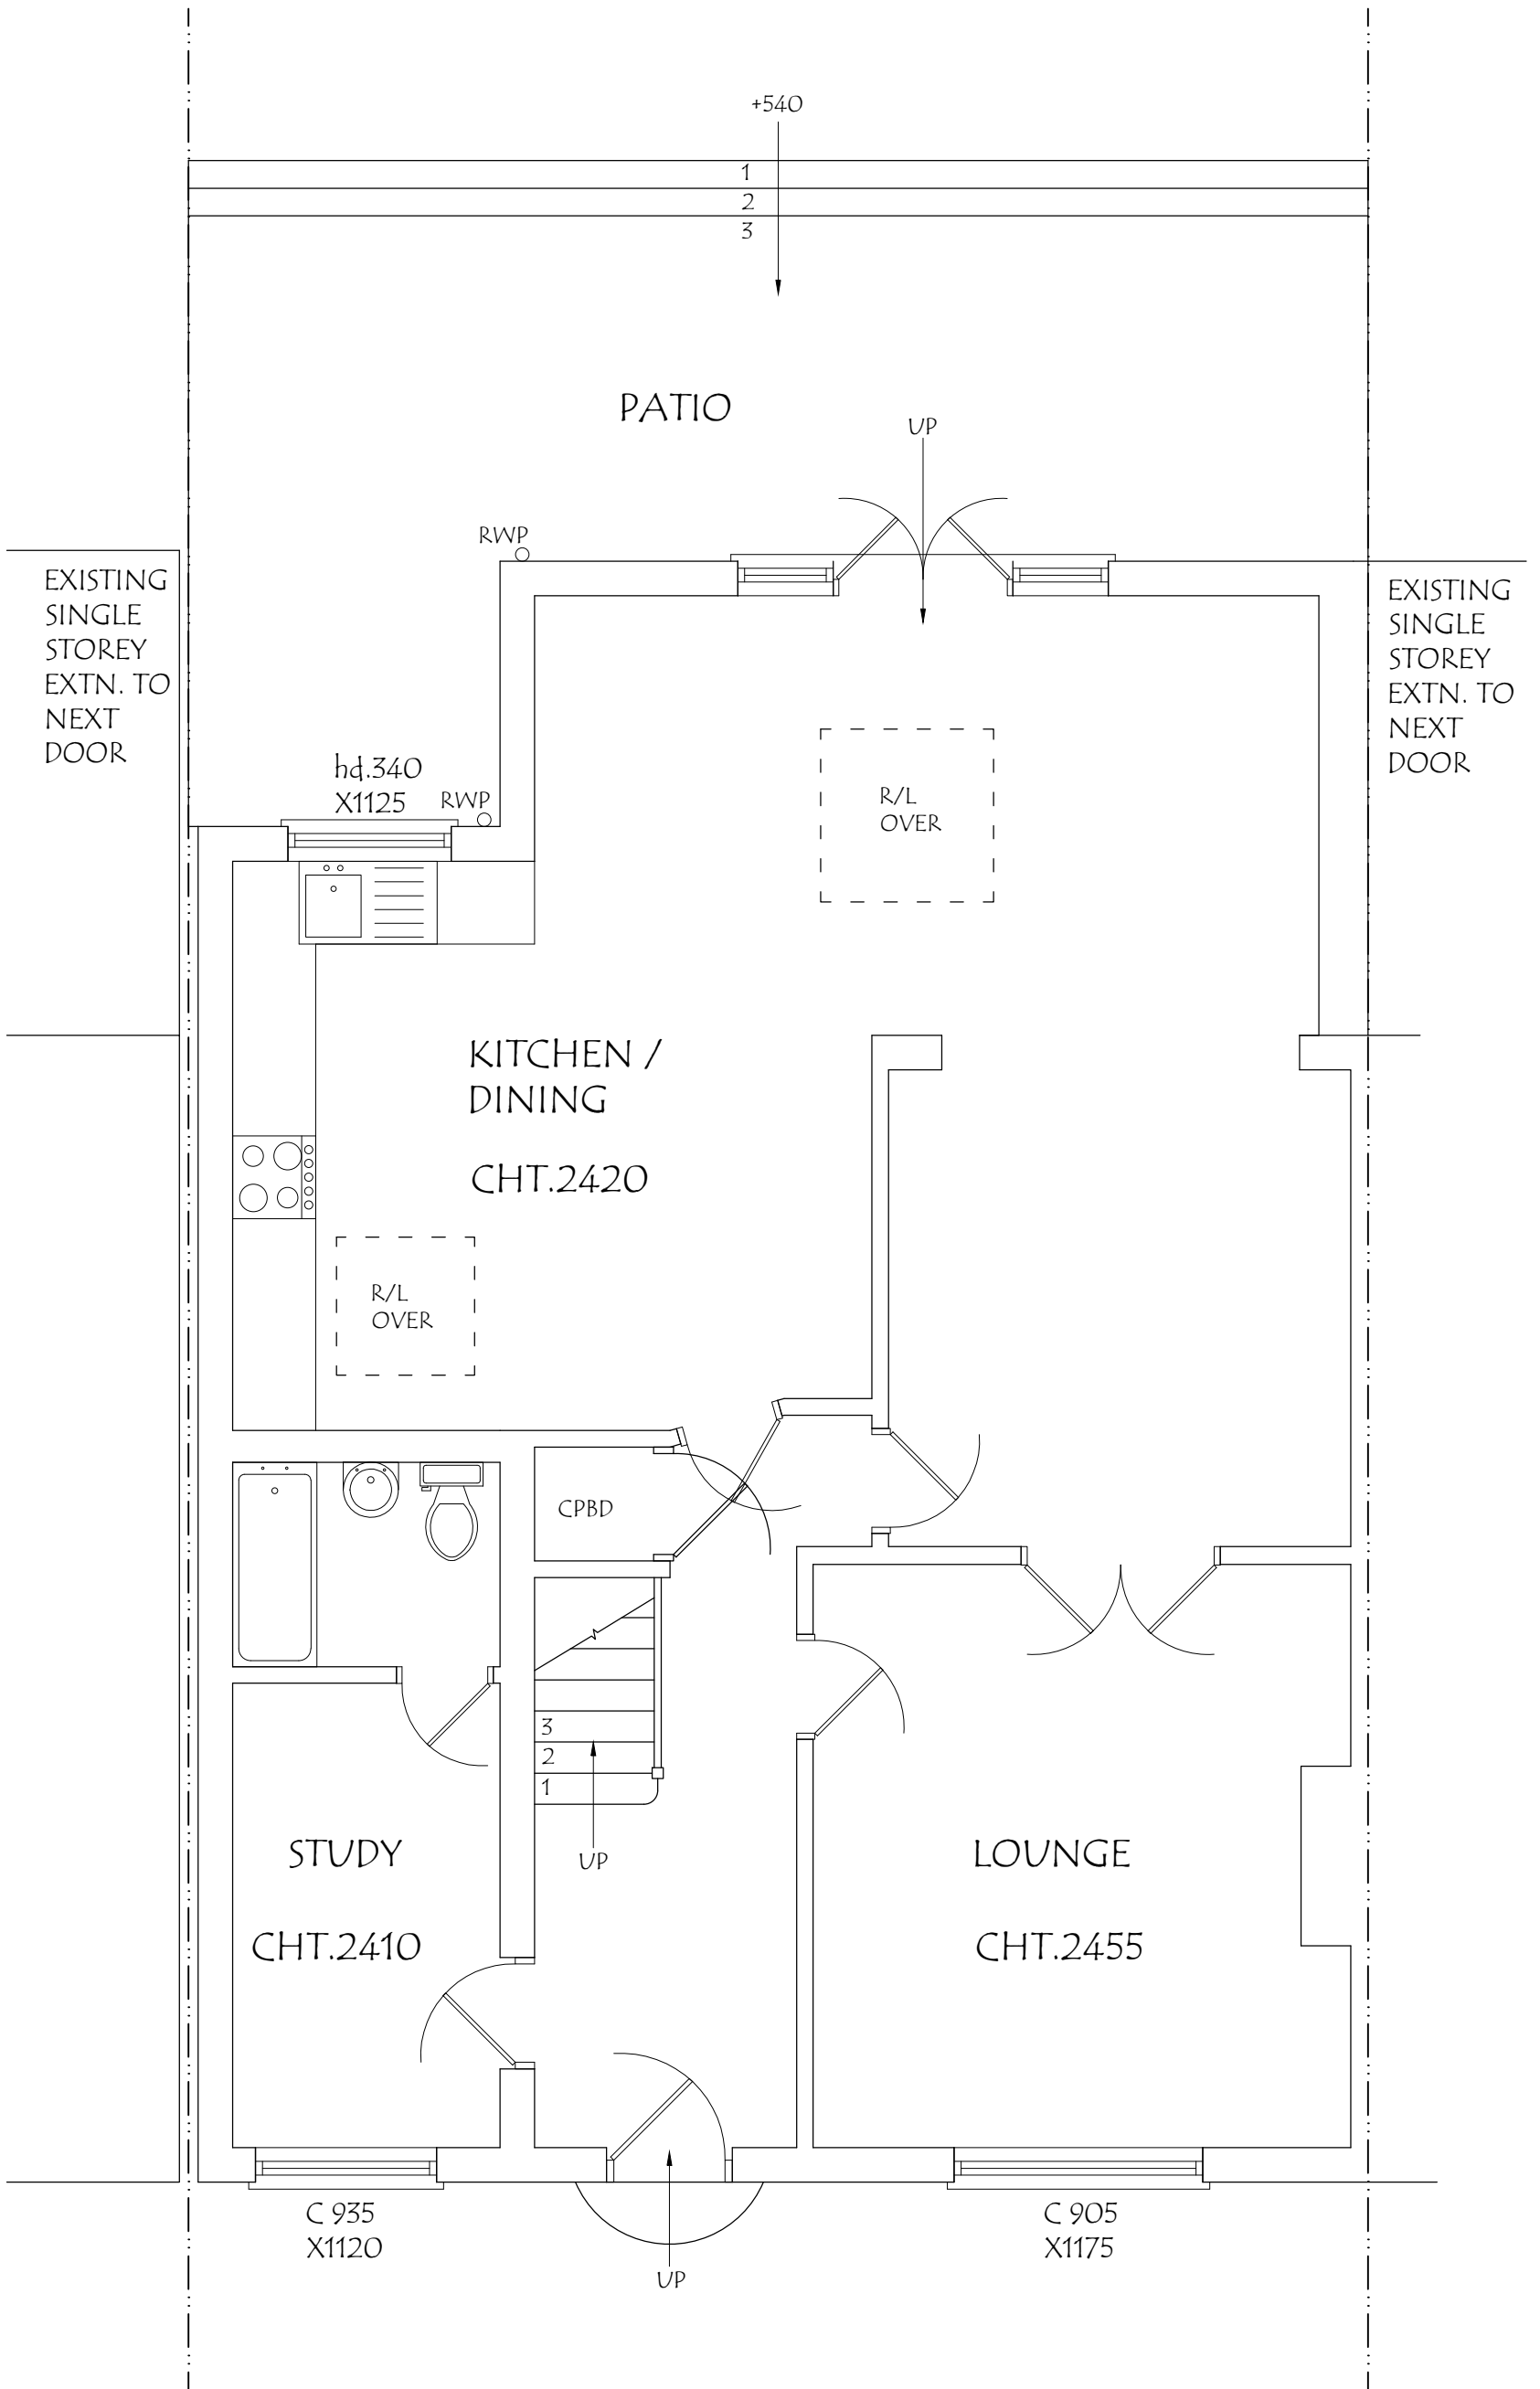 +540
1
2
3
PATIO
UP
RWP
EXISTING
SINGLE
STOREY
EXTN. TO
NEXT
DOOR
EXISTING
SINGLE
STOREY
EXTN. TO
NEXT
DOOR
hd.340
X1125
RWP
R/L
OVER
KITCHEN /
DINING
CHT.2420
R/L
OVER
CPBD
3
2
1
UP
STUDY
CHT.2410
LOUNGE
CHT.2455
C 935
X1120
UP
C 905
X1175